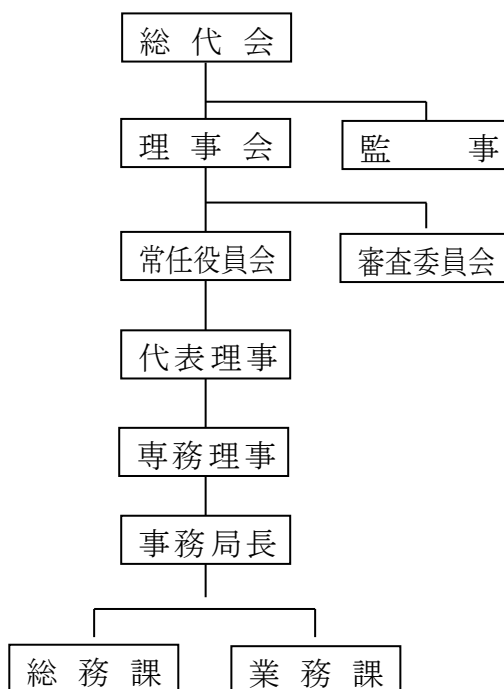 総代会
理事会
監事
常任役員会
審査委員会
代表理事
専務理事
事務局長
総務課
業務課